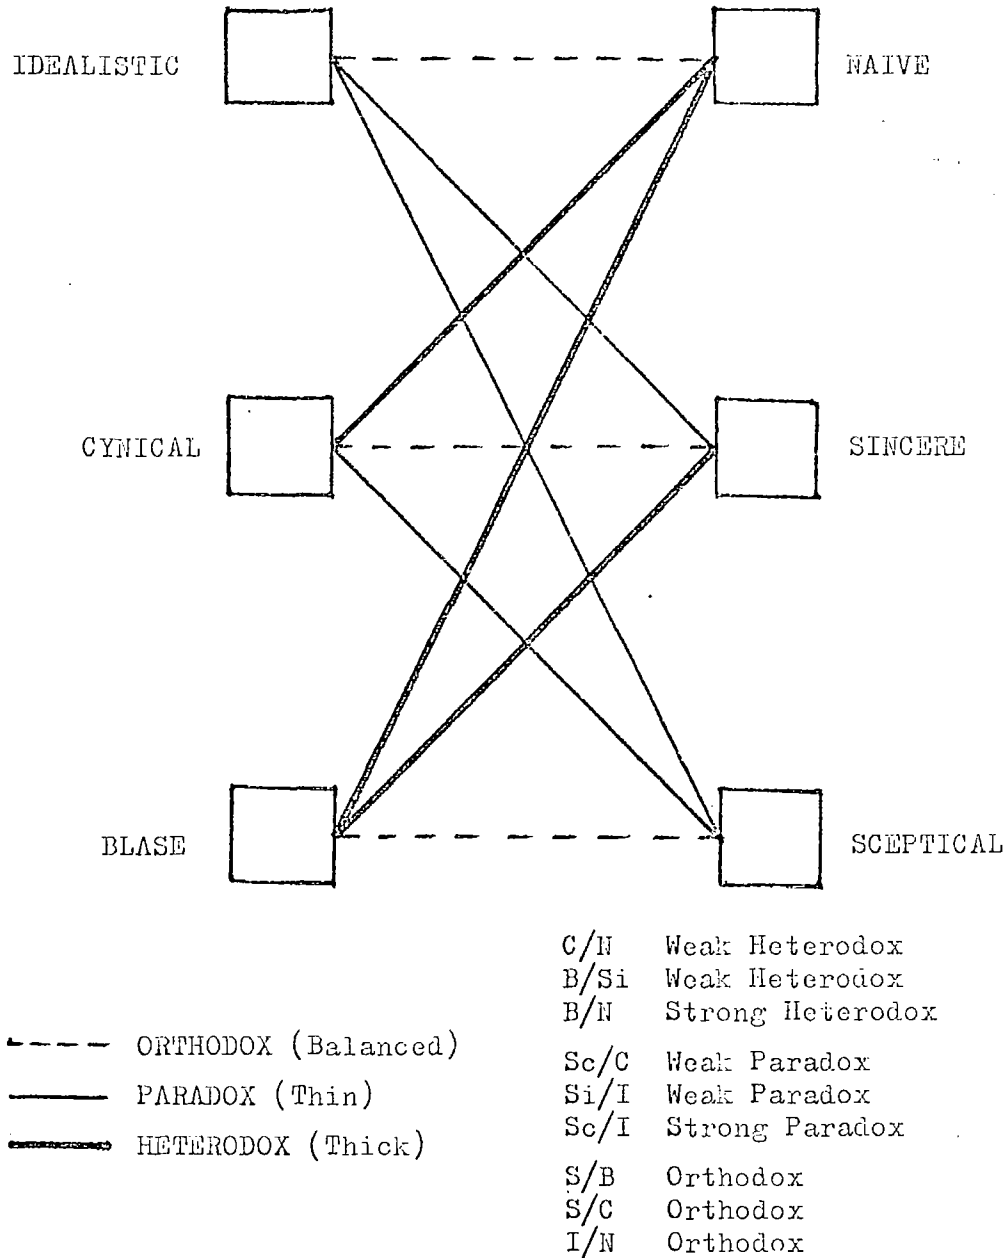 IDEALISTIC
NAIVE
CYNICAL
SINCERE
BLASE
SCEPTICAL
C/N Weak Heterodox
B/Si Weak Heterodox
B/N Strong Heterodox
Sc/C Weak Paradox
Si/I Weak Paradox
Sc/I Strong Paradox
S/B Orthodox
S/C Orthodox
I/N Orthodox
ORTHODOX (Balanced)
PARADOX (Thin)
HETERODOX (Thick)